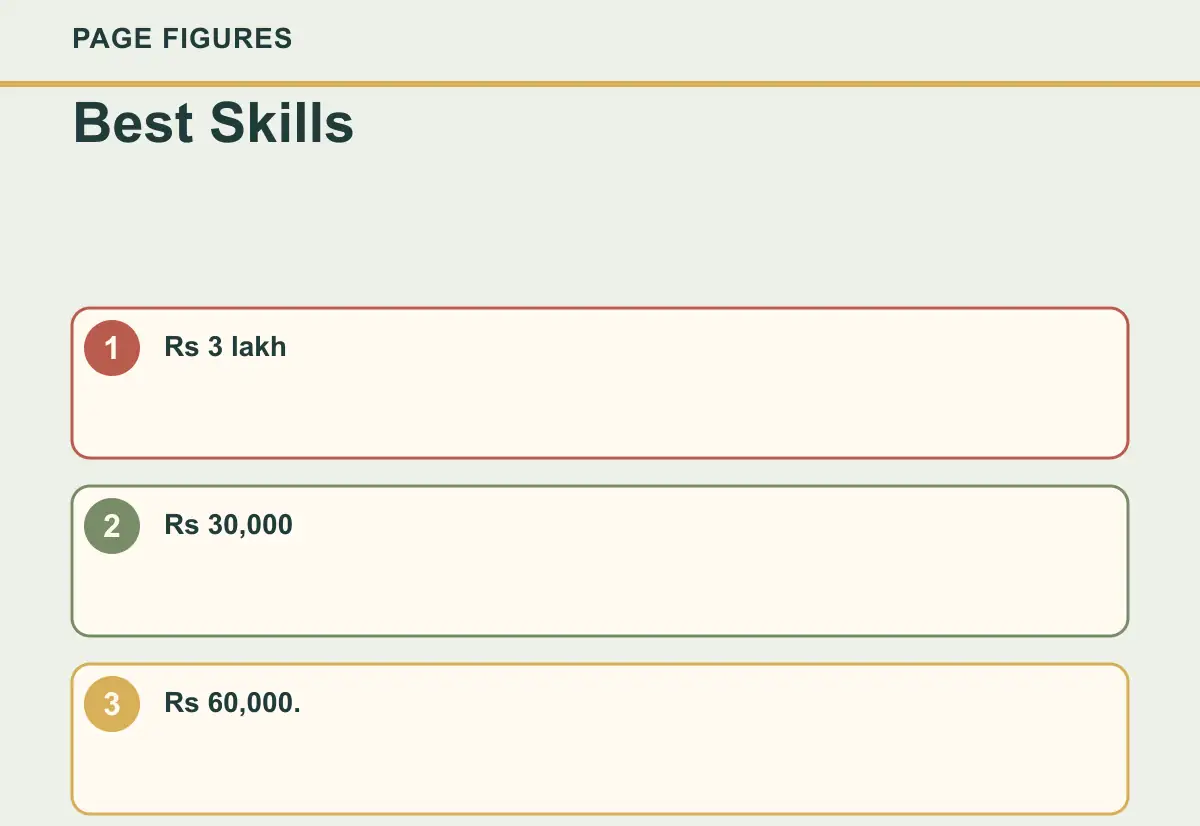 PAGE FIGURES
Best Skills
1 Rs 3 lakh
2 Rs 30,000
3 Rs 60,000.